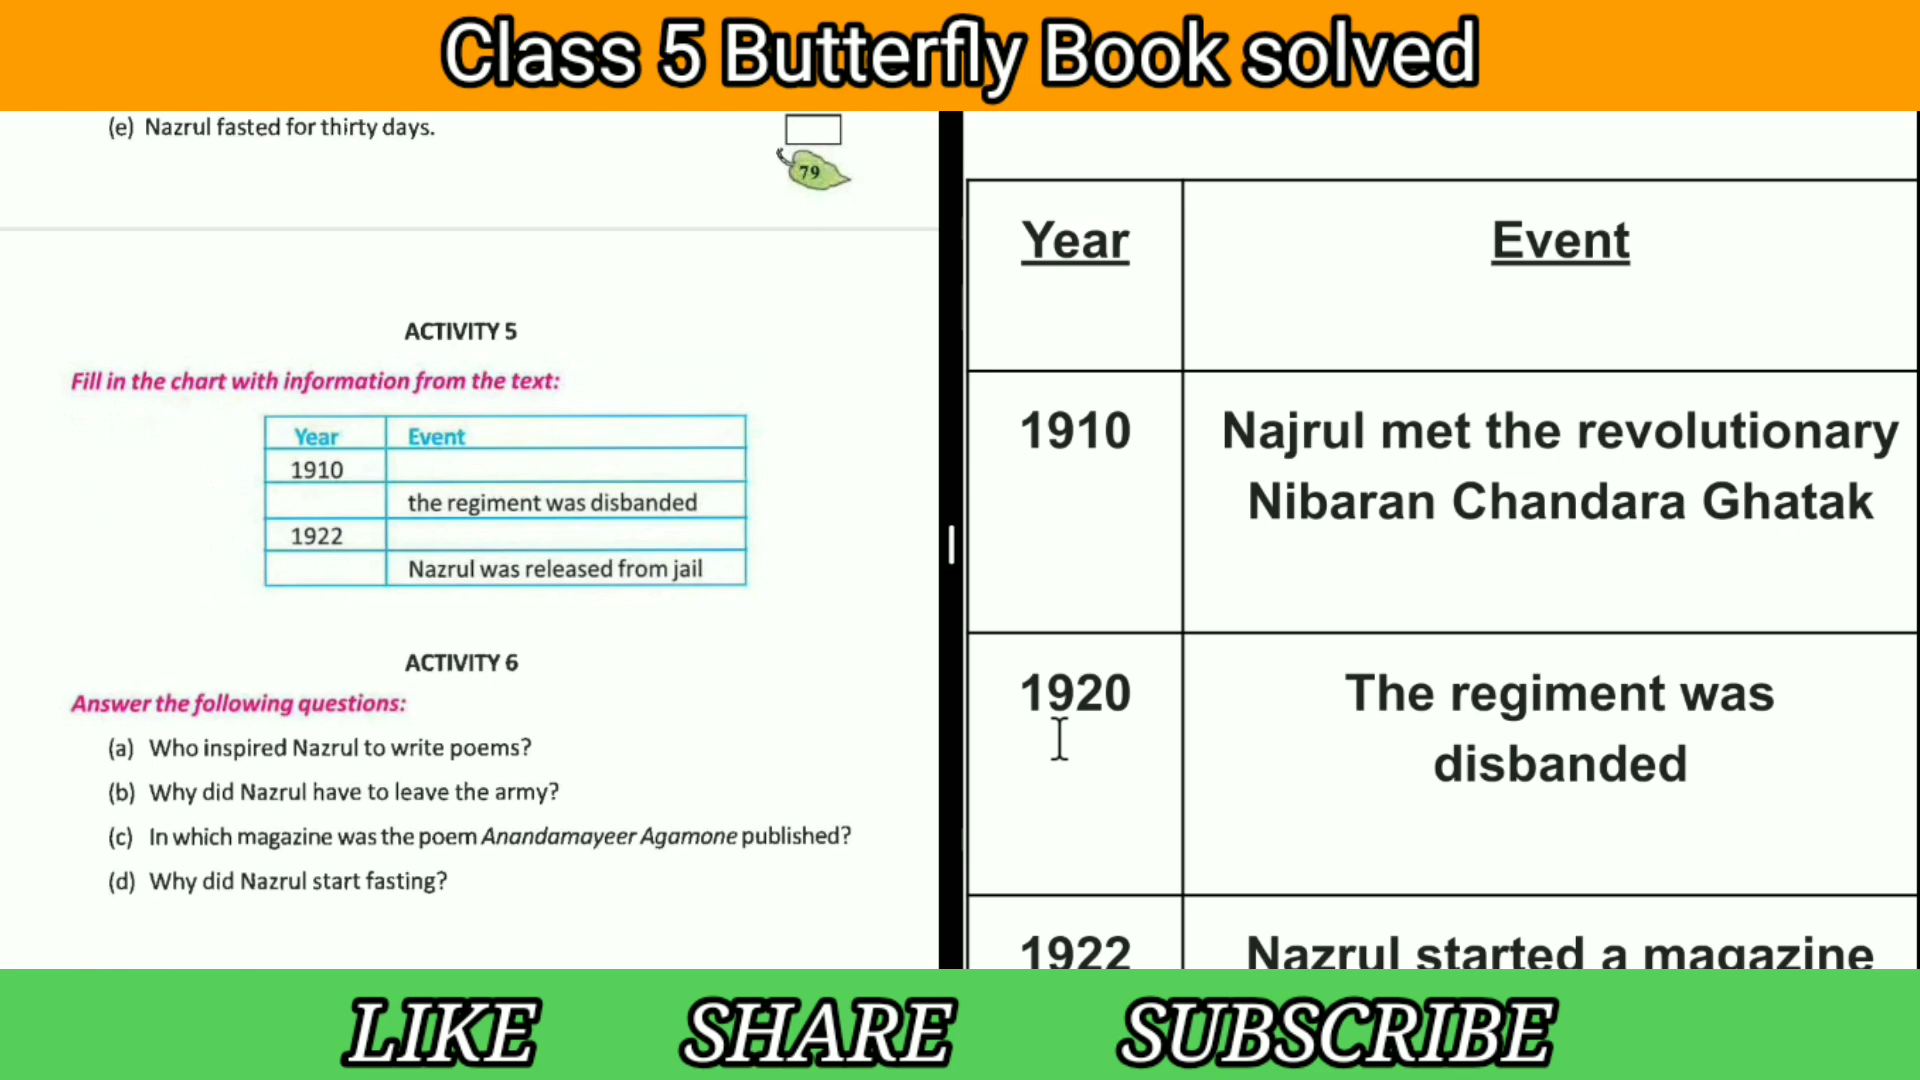 Class 5 Butterfly Book solved
(e) Nazrul fasted for thirty days.
79
ACTIVITY 5
Fill in the chart with information from the text:
Year Event
1910
the regiment was disbanded
1922
Nazrul was released from jail
ACTIVITY 6
Answer the following questions:
(a) Who inspired Nazrul to write poems?
(b) Why did Nazrul have to leave the army?
(c) In which magazine was the poem Anandamayeer Agamone published?
(d) Why did Nazrul start fasting?
Year Event
1910 Najrul met the revolutionary
Nibaran Chandara Ghatak
1920 The regiment was
disbanded
1922 Nazrul started a magazine
LIKE SHARE SUBSCRIBE